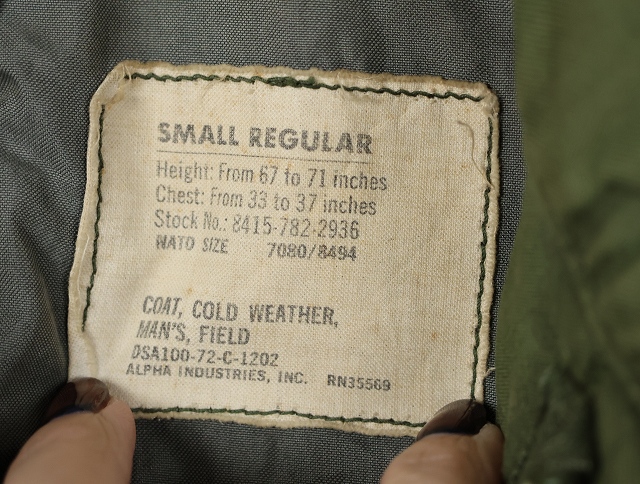 SMALL REGULAR
Height: From 67 to 71 inches
Chest: From 33 to 37 inches
Stock No.: 8415-782-2936
NATO SIZE 7080/8494
COAT, COLD WEATHER,
MAN'S, FIELD
DSA100-72-C-1202
ALPHA INDUSTRIES, INC. RN35569